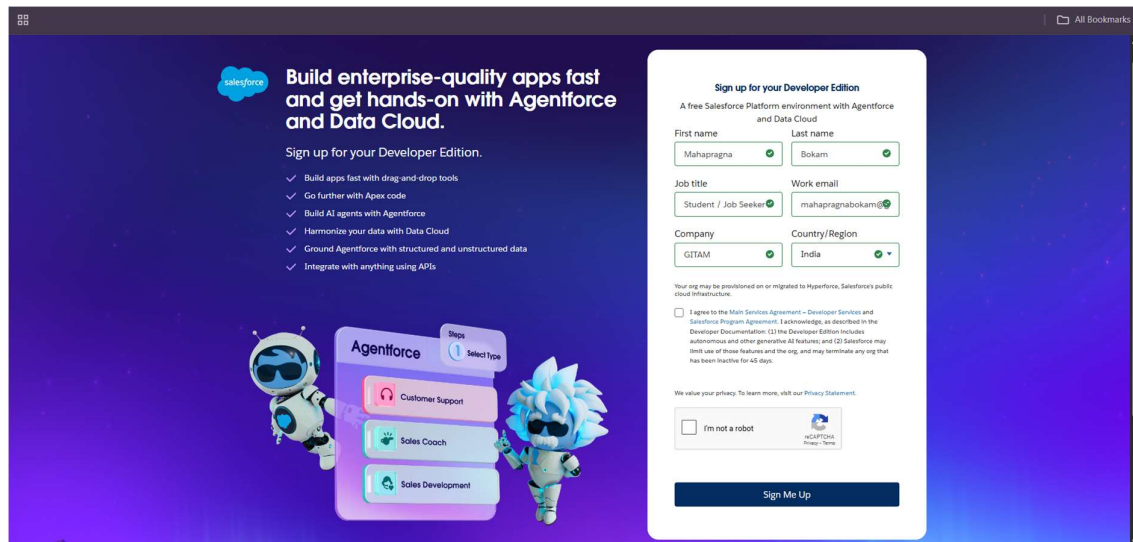 All Bookmarks
salesforce
Build enterprise-quality apps fast
and get hands-on with Agentforce
and Data Cloud.
Sign up for your Developer Edition.
Build apps fast with drag-and-drop tools
Go further with Apex code
Build AI agents with Agentforce
Harmonize your data with Data Cloud
Ground Agentforce with structured and unstructured data
Integrate with anything using APIs
Agentforce
Steps
1 Select Type
Customer Support
Sales Coach
Sales Development
Sign up for your Developer Edition
A free Salesforce Platform environment with Agentforce
and Data Cloud
First name Last name
Mahapragna Bokam
Job title Work email
Student / Job Seeker mahapragnabokam@
Company Country/Region
GITAM India
Your org may be provisioned on or migrated to Hyperforce, Salesforce's public
cloud infrastructure.
I agree to the Main Services Agreement – Developer Services and
Salesforce Program Agreement. I acknowledge, as described in the
Developer Documentation: (1) the Developer Edition includes
autonomous and other generative AI features; and (2) Salesforce may
limit use of those features and the org, and may terminate any org that
has been inactive for 45 days.
We value your privacy. To learn more, visit our Privacy Statement.
I'm not a robot
reCAPTCHA
Privacy - Terms
Sign Me Up